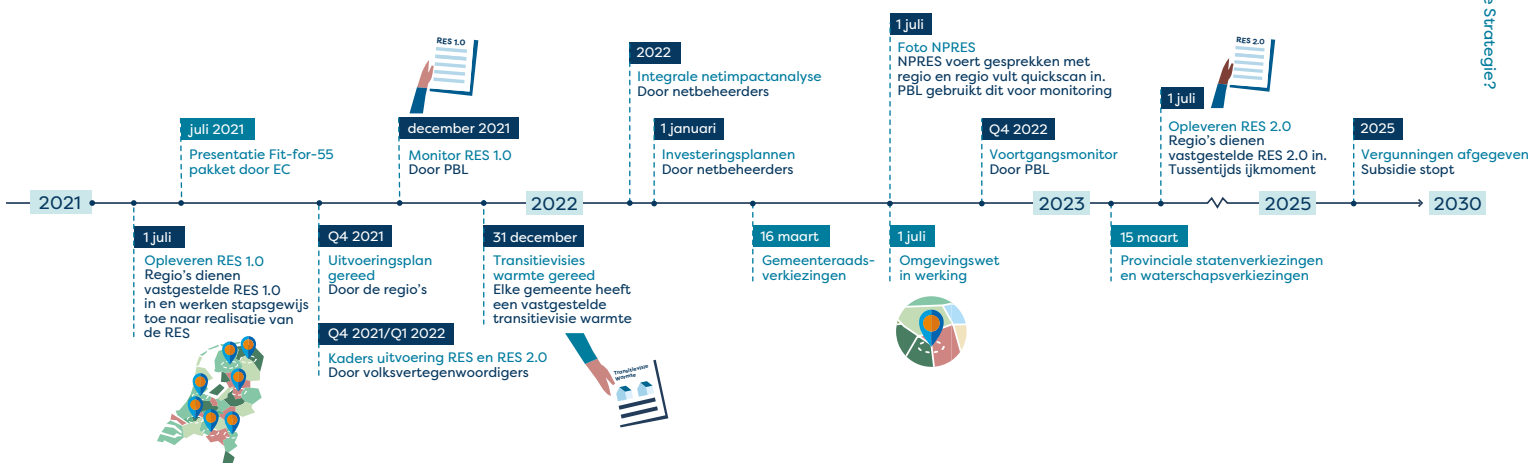 e Strategie?
1 juli
Foto NPRES
NPRES voert gesprekken met
regio en regio vult quickscan in.
PBL gebruikt dit voor monitoring
RES 1.0
RES 2.0
2022
Integrale netimpactanalyse
Door netbeheerders
1 juli
Opleveren RES 2.0
Regio's dienen
vastgestelde RES 2.0 in.
Tussentijds ijkmoment
juli 2021
Presentatie Fit-for-55
pakket door EC
december 2021
Monitor RES 1.0
Door PBL
1 januari
Investeringsplannen
Door netbeheerders
Q4 2022
Voortgangsmonitor
Door PBL
2025
Vergunningen afgegeven
Subsidie stopt
2021
2022
2023
2025
2030
1 juli
Opleveren RES 1.0
Regio's dienen
vastgestelde RES 1.0
in en werken stapsgewijs
toe naar realisatie van
de RES
Q4 2021
Uitvoeringsplan
gereed
Door de regio's
Q4 2021/Q1 2022
Kaders uitvoering RES en RES 2.0
Door volksvertegenwoordigers
31 december
Transitievisies
warmte gereed
Elke gemeente heeft
een vastgestelde
transitievisie warmte
Transitievisie
warmte
16 maart
Gemeenteraads-
verkiezingen
1 juli
Omgevingswet
in werking
15 maart
Provinciale statenverkiezingen
en waterschapsverkiezingen